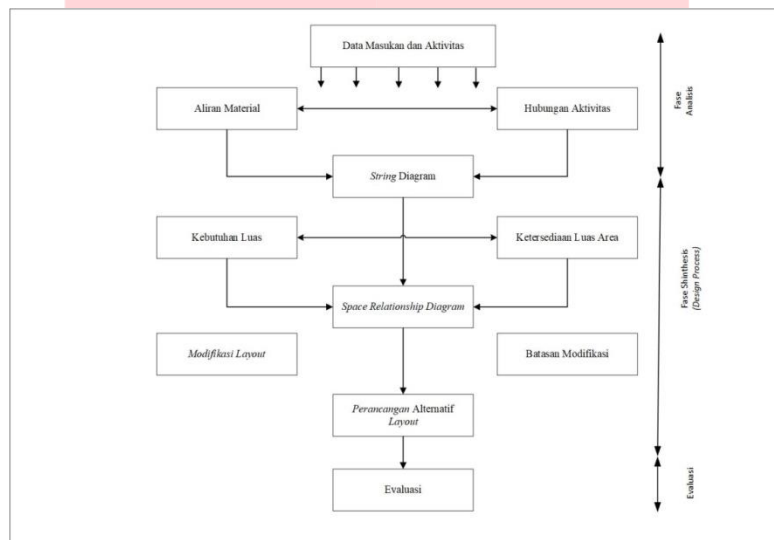 Data Masukan dan Aktivitas
Aliran Material
Hubungan Aktivitas
String Diagram
Kebutuhan Luas
Ketersediaan Luas Area
Space Relationship Diagram
Modifikasi Layout
Batasan Modifikasi
Perancangan Alternatif
Layout
Evaluasi
Fase
Analisis
Fase Shinthesis
(Design Process)
Evaluasi